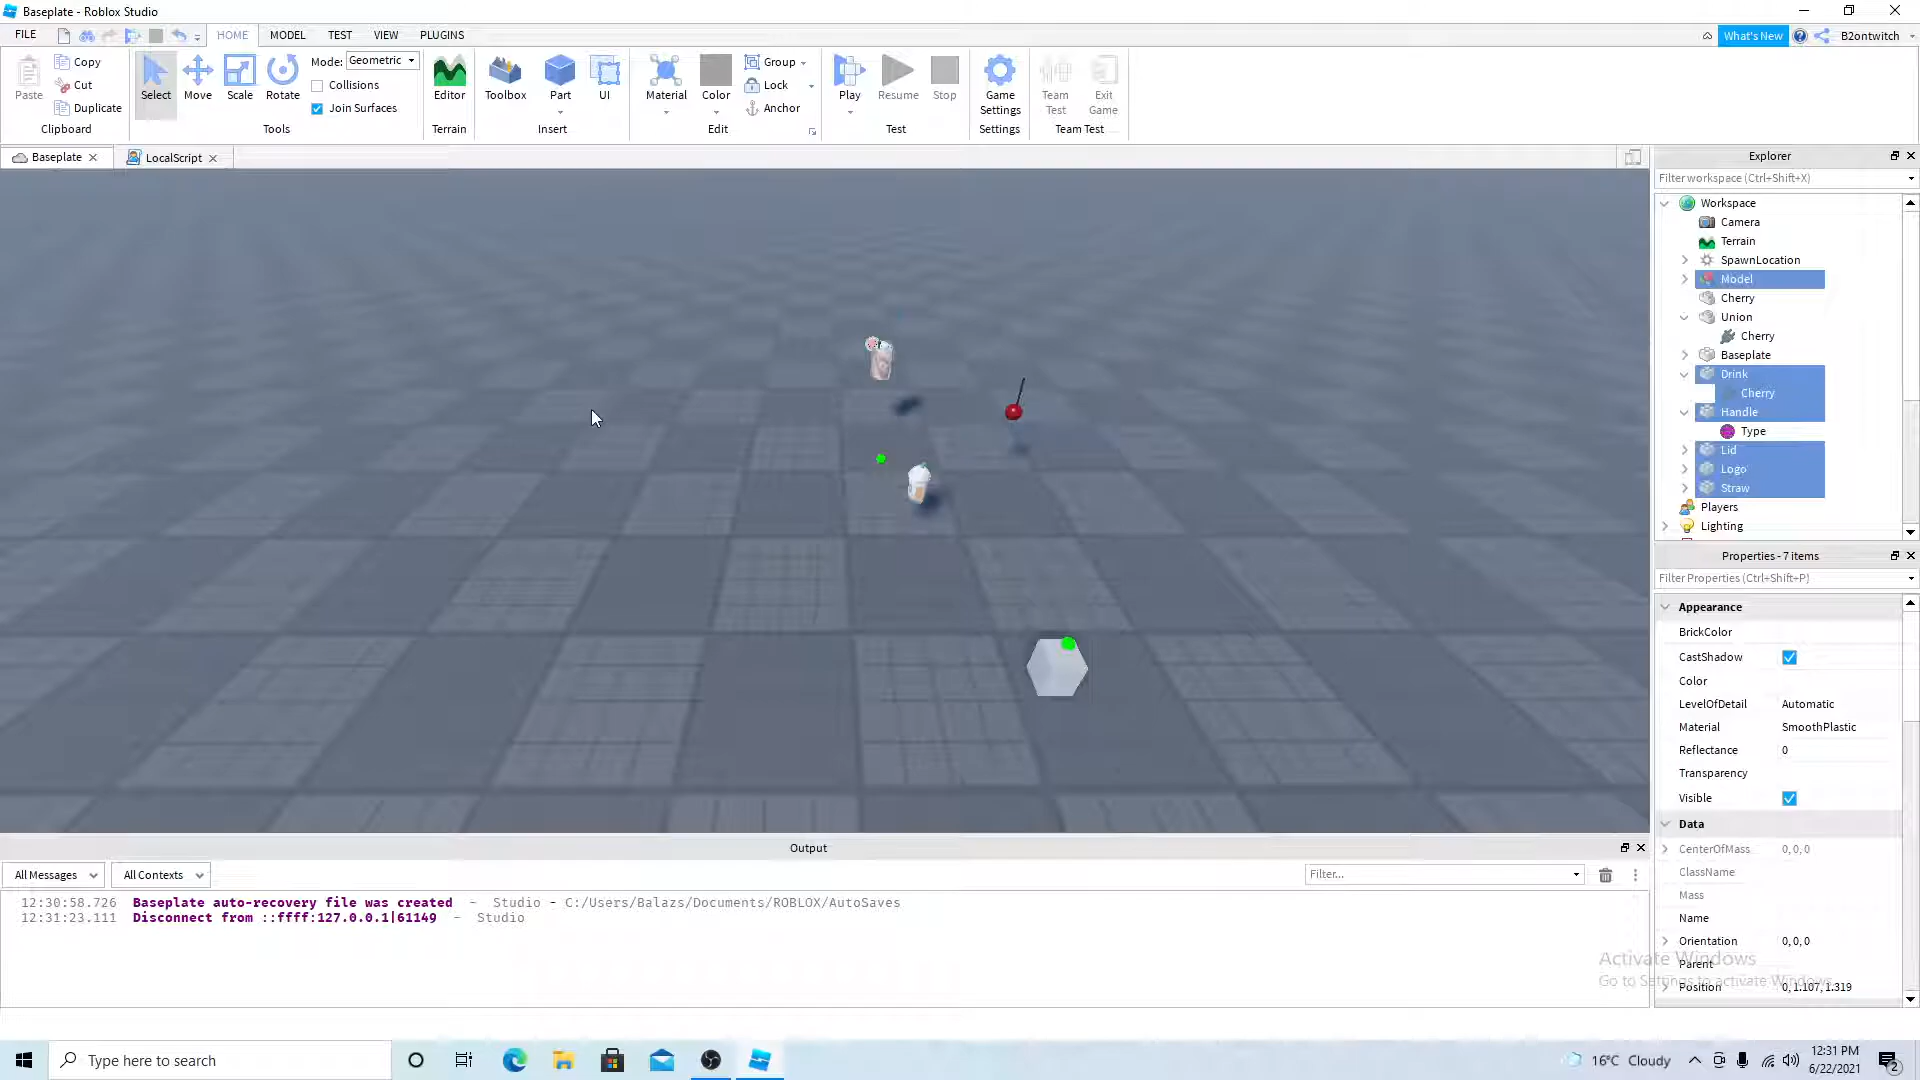 Baseplate - Roblox Studio
FILE HOME MODEL TEST VIEW PLUGINS What's New B2ontwitch
Paste Copy Cut Duplicate Clipboard
Select Move Scale Rotate Mode: Geometric Collisions Join Surfaces Tools
Editor Terrain
Toolbox Part UI Insert
Material Color Group Lock Anchor Edit
Play Resume Stop Test
Game Settings Settings
Team Test Exit Game Team Test
Baseplate LocalScript
Explorer
Filter workspace (Ctrl+Shift+X)
Workspace
Camera
Terrain
SpawnLocation
Model
Cherry
Union
Cherry
Baseplate
Drink
Cherry
Handle
Type
Lid
Logo
Straw
Players
Lighting
Properties - 7 items
Filter Properties (Ctrl+Shift+P)
Appearance
BrickColor
CastShadow
Color
LevelOfDetail Automatic
Material SmoothPlastic
Reflectance 0
Transparency
Visible
Data
CenterOfMass 0, 0, 0
ClassName
Mass
Name
Orientation 0, 0, 0
Parent
Position 0, 1.107, 1.319
Activate Windows
Go to Settings to activate Windows.
Output
All Messages All Contexts Filter...
12:30:58.726 Baseplate auto-recovery file was created - Studio - C:/Users/Balazs/Documents/ROBLOX/AutoSaves
12:31:23.111 Disconnect from ::ffff:127.0.0.1|61149 - Studio
Type here to search
16°C Cloudy
12:31 PM
6/22/2021
2